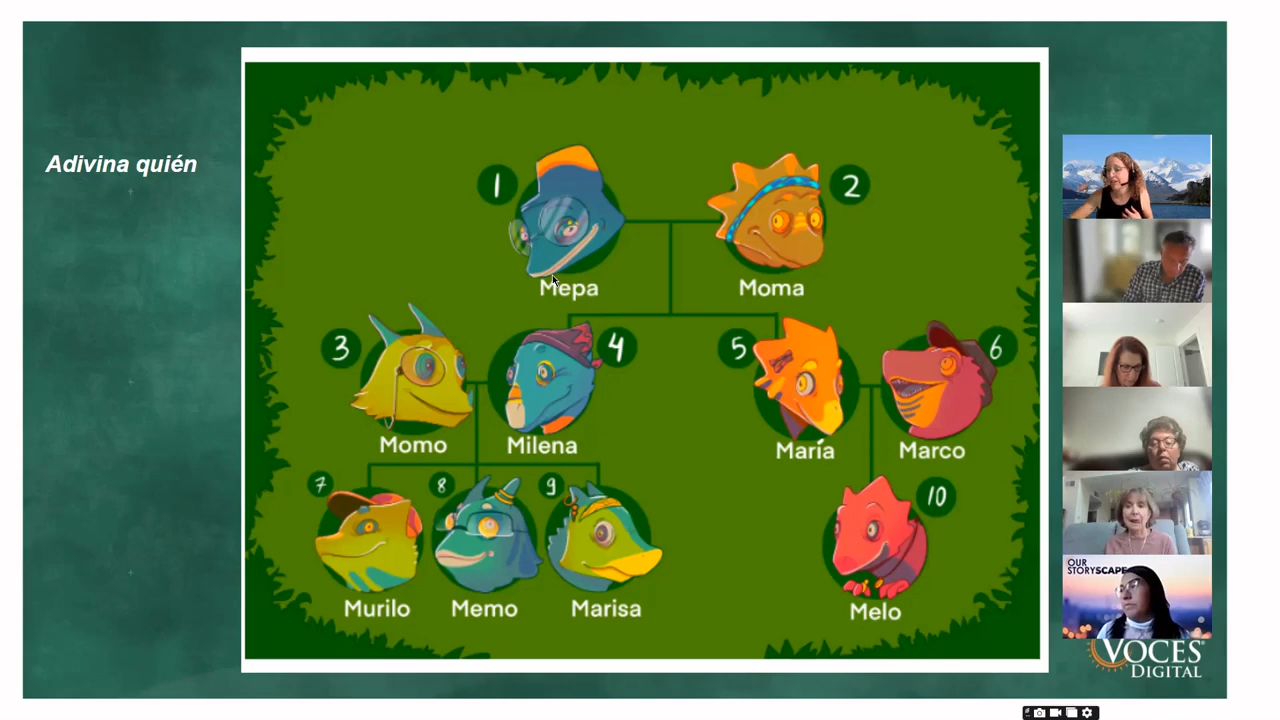 Adivina quién
1
2
Mepa
Moma
3
4
5
6
Momo
Milena
María
Marco
7
8
9
10
Murilo
Memo
Marisa
Melo
OUR
STORYSCAPE
VOCES
DIGITAL